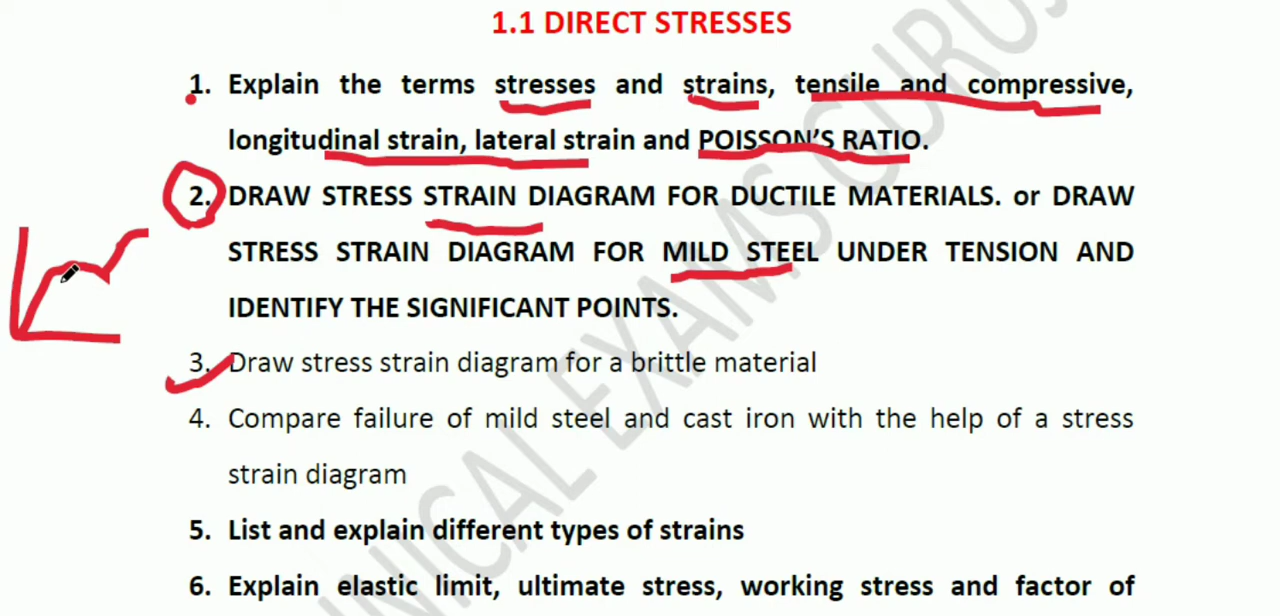 1.1 DIRECT STRESSES
1. Explain the terms stresses and strains, tensile and compressive,
longitudinal strain, lateral strain and POISSON'S RATIO.
2. DRAW STRESS STRAIN DIAGRAM FOR DUCTILE MATERIALS. or DRAW
STRESS STRAIN DIAGRAM FOR MILD STEEL UNDER TENSION AND
IDENTIFY THE SIGNIFICANT POINTS.
3. Draw stress strain diagram for a brittle material
4. Compare failure of mild steel and cast iron with the help of a stress
strain diagram
5. List and explain different types of strains
6. Explain elastic limit, ultimate stress, working stress and factor of
NICAL EXAMS GURUS